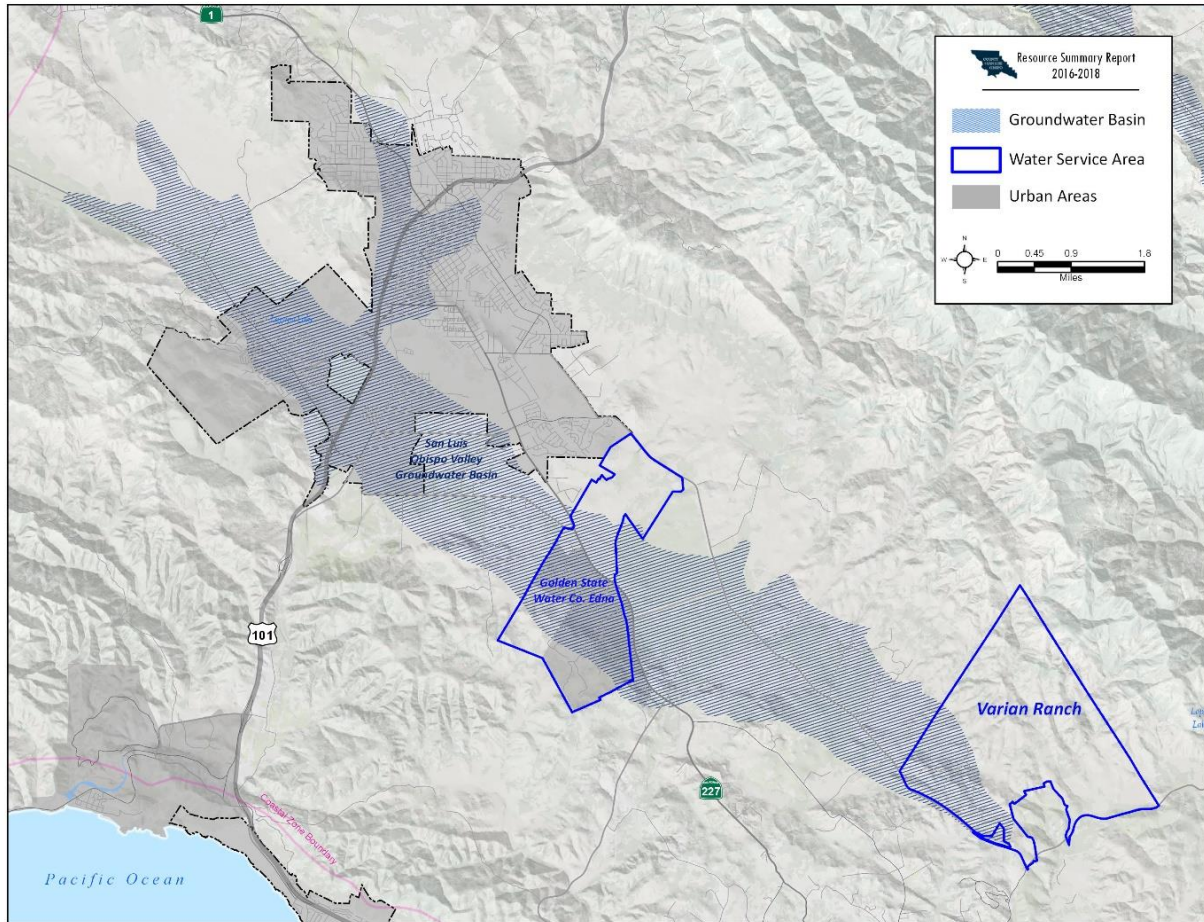 1
Resource Summary Report
2016-2018
Groundwater Basin
Water Service Area
Urban Areas
N
W E
S
0 0.45 0.9 1.8
Miles
San Luis
Obispo Valley
Groundwater Basin
Golden State
Water Co. Edna
101
Varian Ranch
227
Coastal Zone Boundary
Pacific Ocean